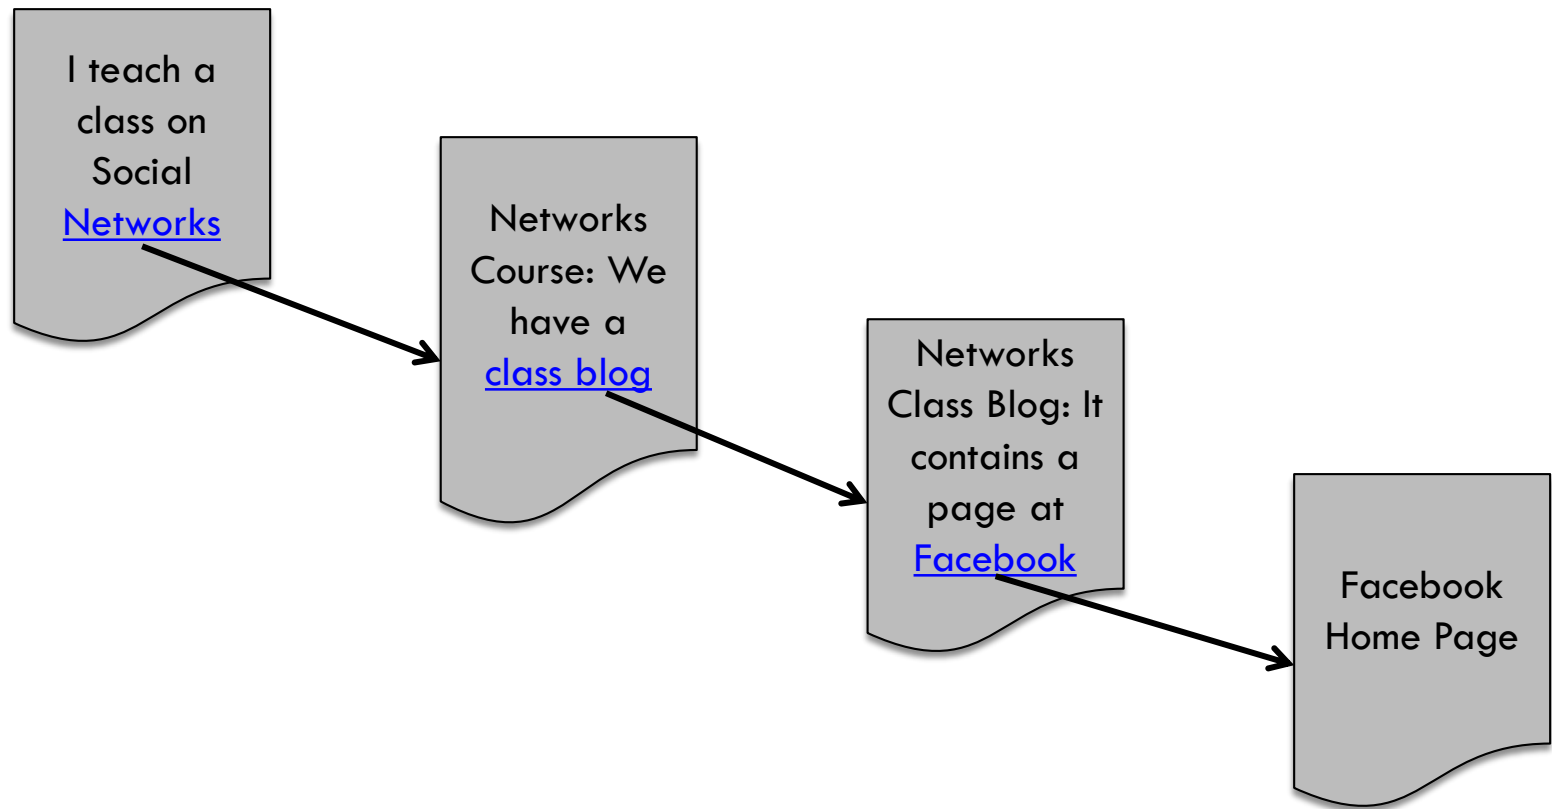 I teach a
class on
Social
Networks
Networks
Course: We
have a
class blog
Networks
Class Blog: It
contains a
page at
Facebook
Facebook
Home Page